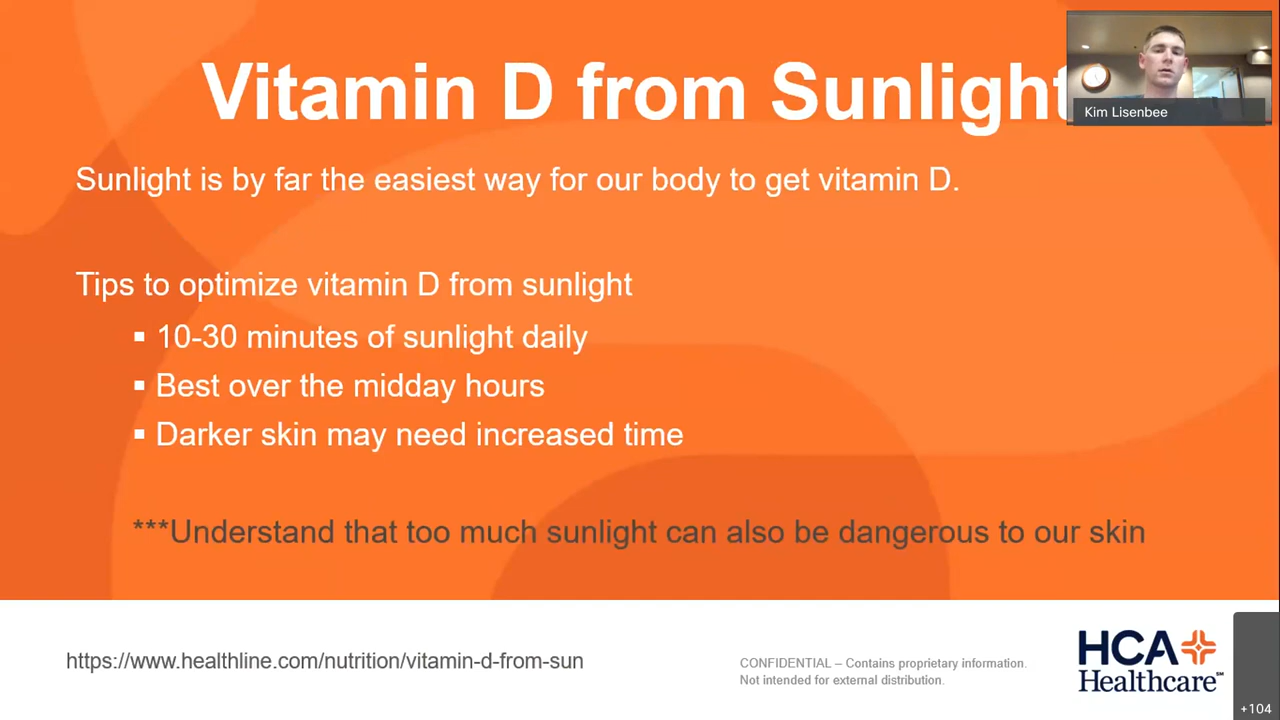 Vitamin D from Sunlight
Kim Lisenbee
Sunlight is by far the easiest way for our body to get vitamin D.
Tips to optimize vitamin D from sunlight
▪ 10-30 minutes of sunlight daily
▪ Best over the midday hours
▪ Darker skin may need increased time
***Understand that too much sunlight can also be dangerous to our skin
https://www.healthline.com/nutrition/vitamin-d-from-sun
CONFIDENTIAL – Contains proprietary information.
Not intended for external distribution.
HCA
Healthcare℠
+104